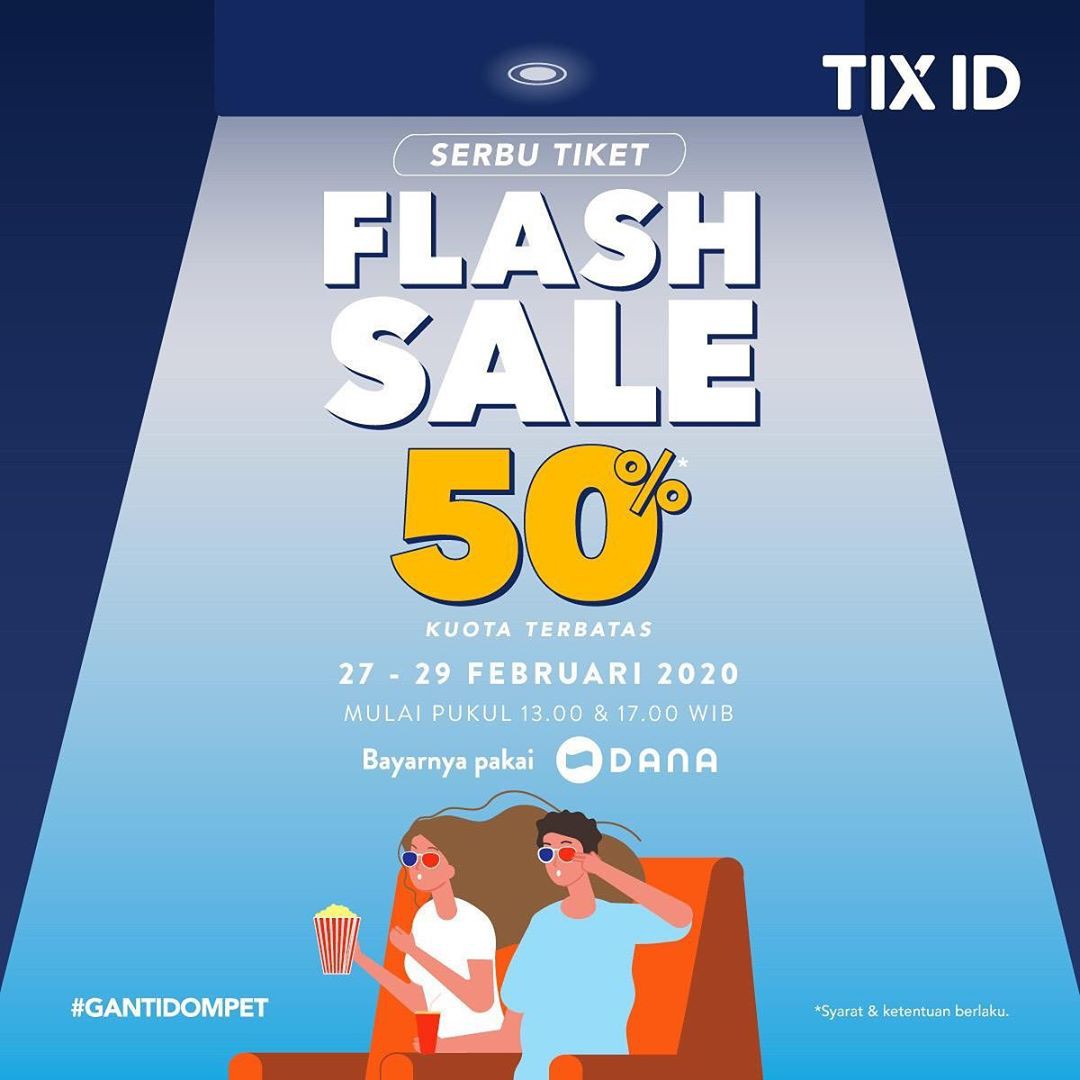 TIX ID
SERBU TIKET
FLASH
SALE
50%*
KUOTA TERBATAS
27 - 29 FEBRUARI 2020
MULAI PUKUL 13.00 & 17.00 WIB
Bayarnya pakai DANA
#GANTIDOMPET
*Syarat & ketentuan berlaku.